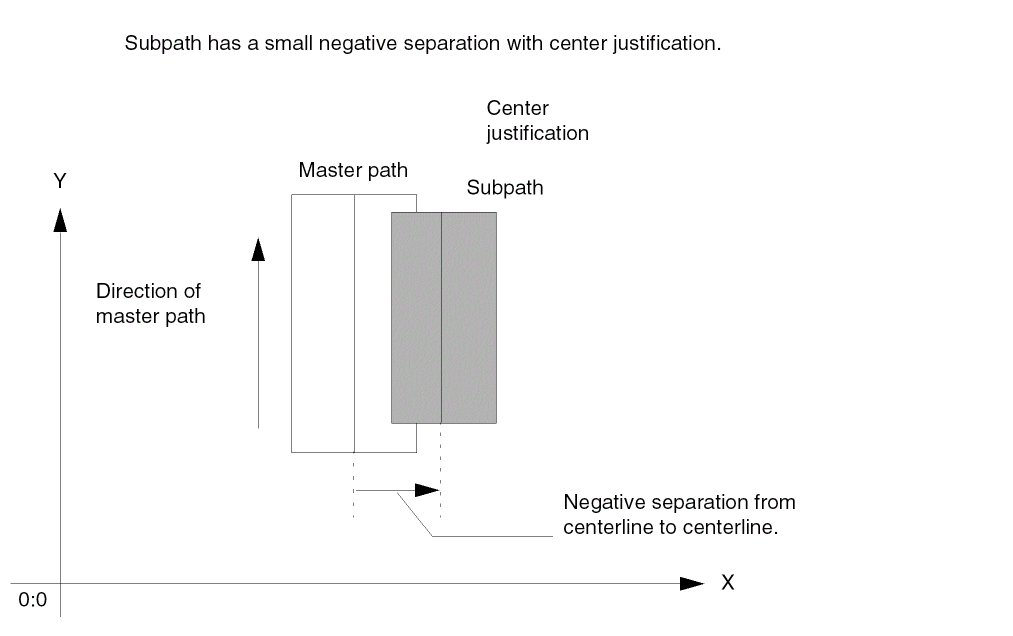 Subpath has a small negative separation with center justification.
Center
justification
Master path
Subpath
Y
Direction of
master path
Negative separation from
centerline to centerline.
X
0:0